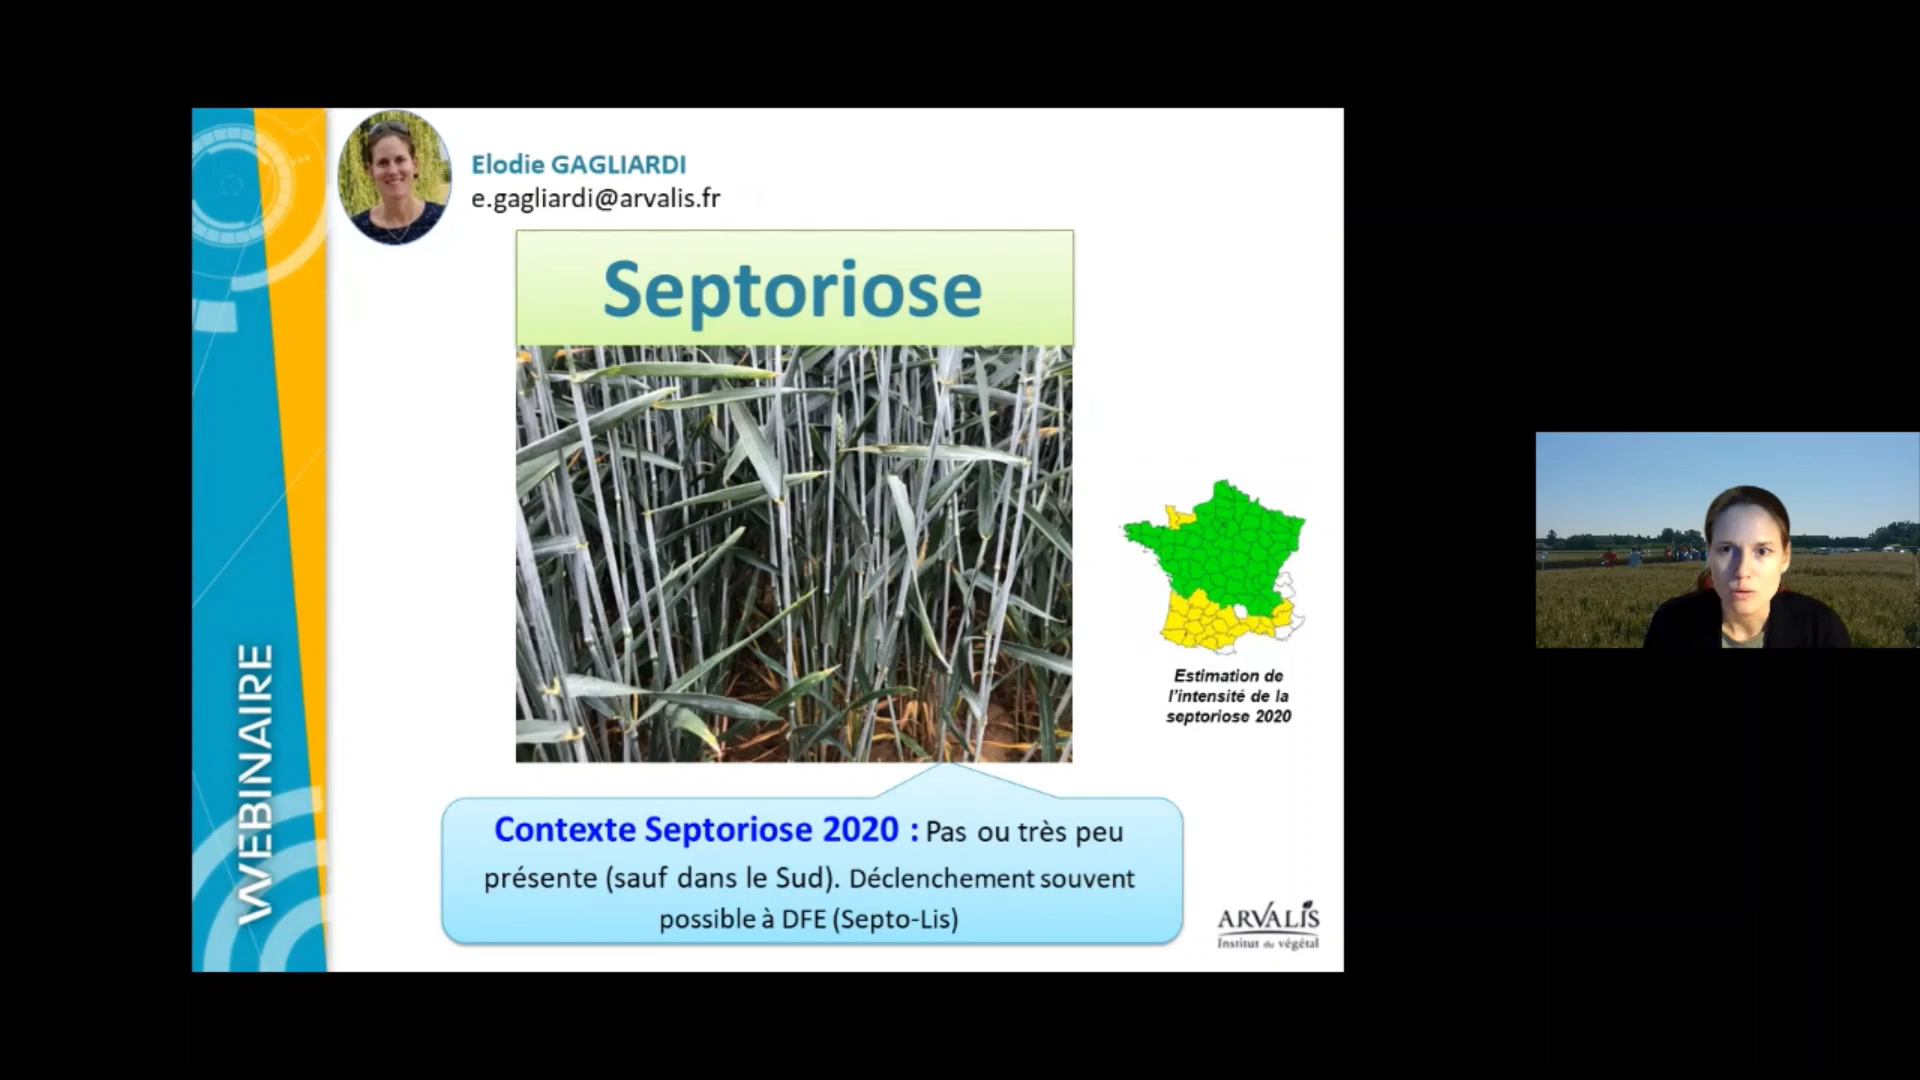 Elodie GAGLIARDI
e.gagliardi@arvalis.fr
Septoriose
Estimation de
l'intensité de la
septoriose 2020
WEBINAIRE
Contexte Septoriose 2020 : Pas ou très peu
présente (sauf dans le Sud). Déclenchement souvent
possible à DFE (Septo-Lis)
ARVALIS
Institut du végétal